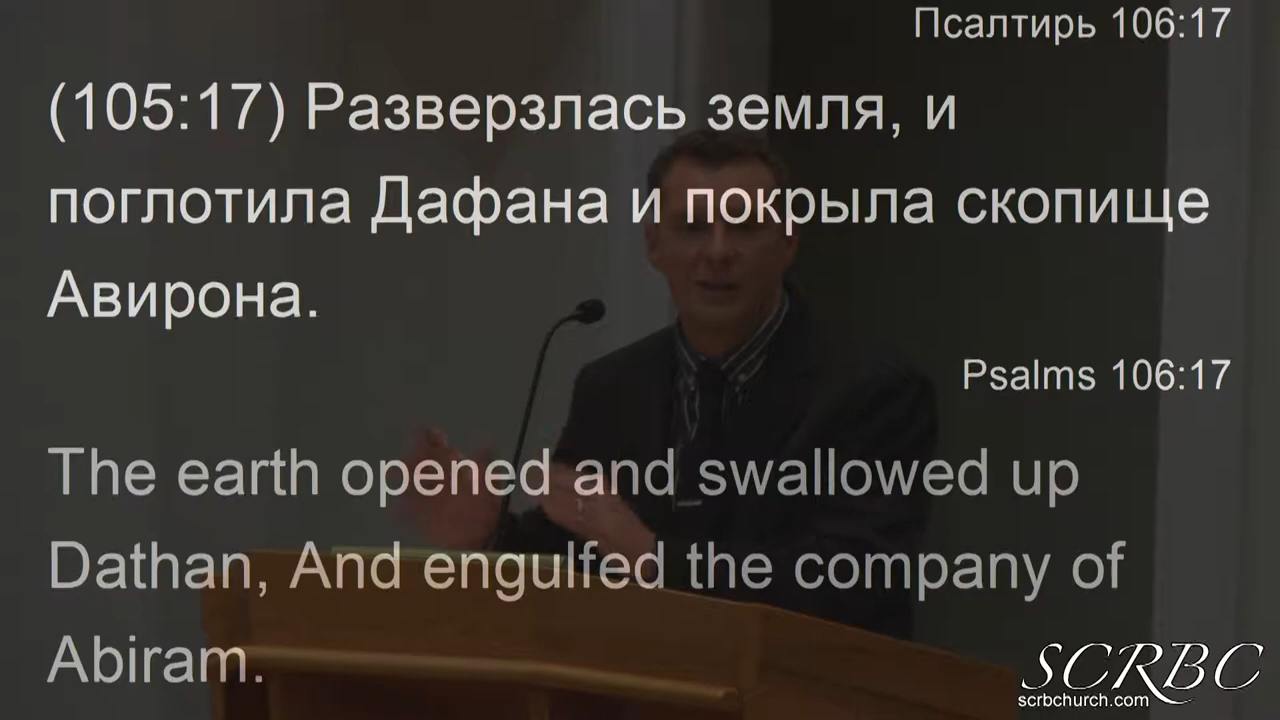 Псалтирь 106:17
(105:17) Разверзлась земля, и
поглотила Дафана и покрыла скопище
Авирона.
Psalms 106:17
The earth opened and swallowed up
Dathan, And engulfed the company of
Abiram.
SCRBC
scrbchurch.com